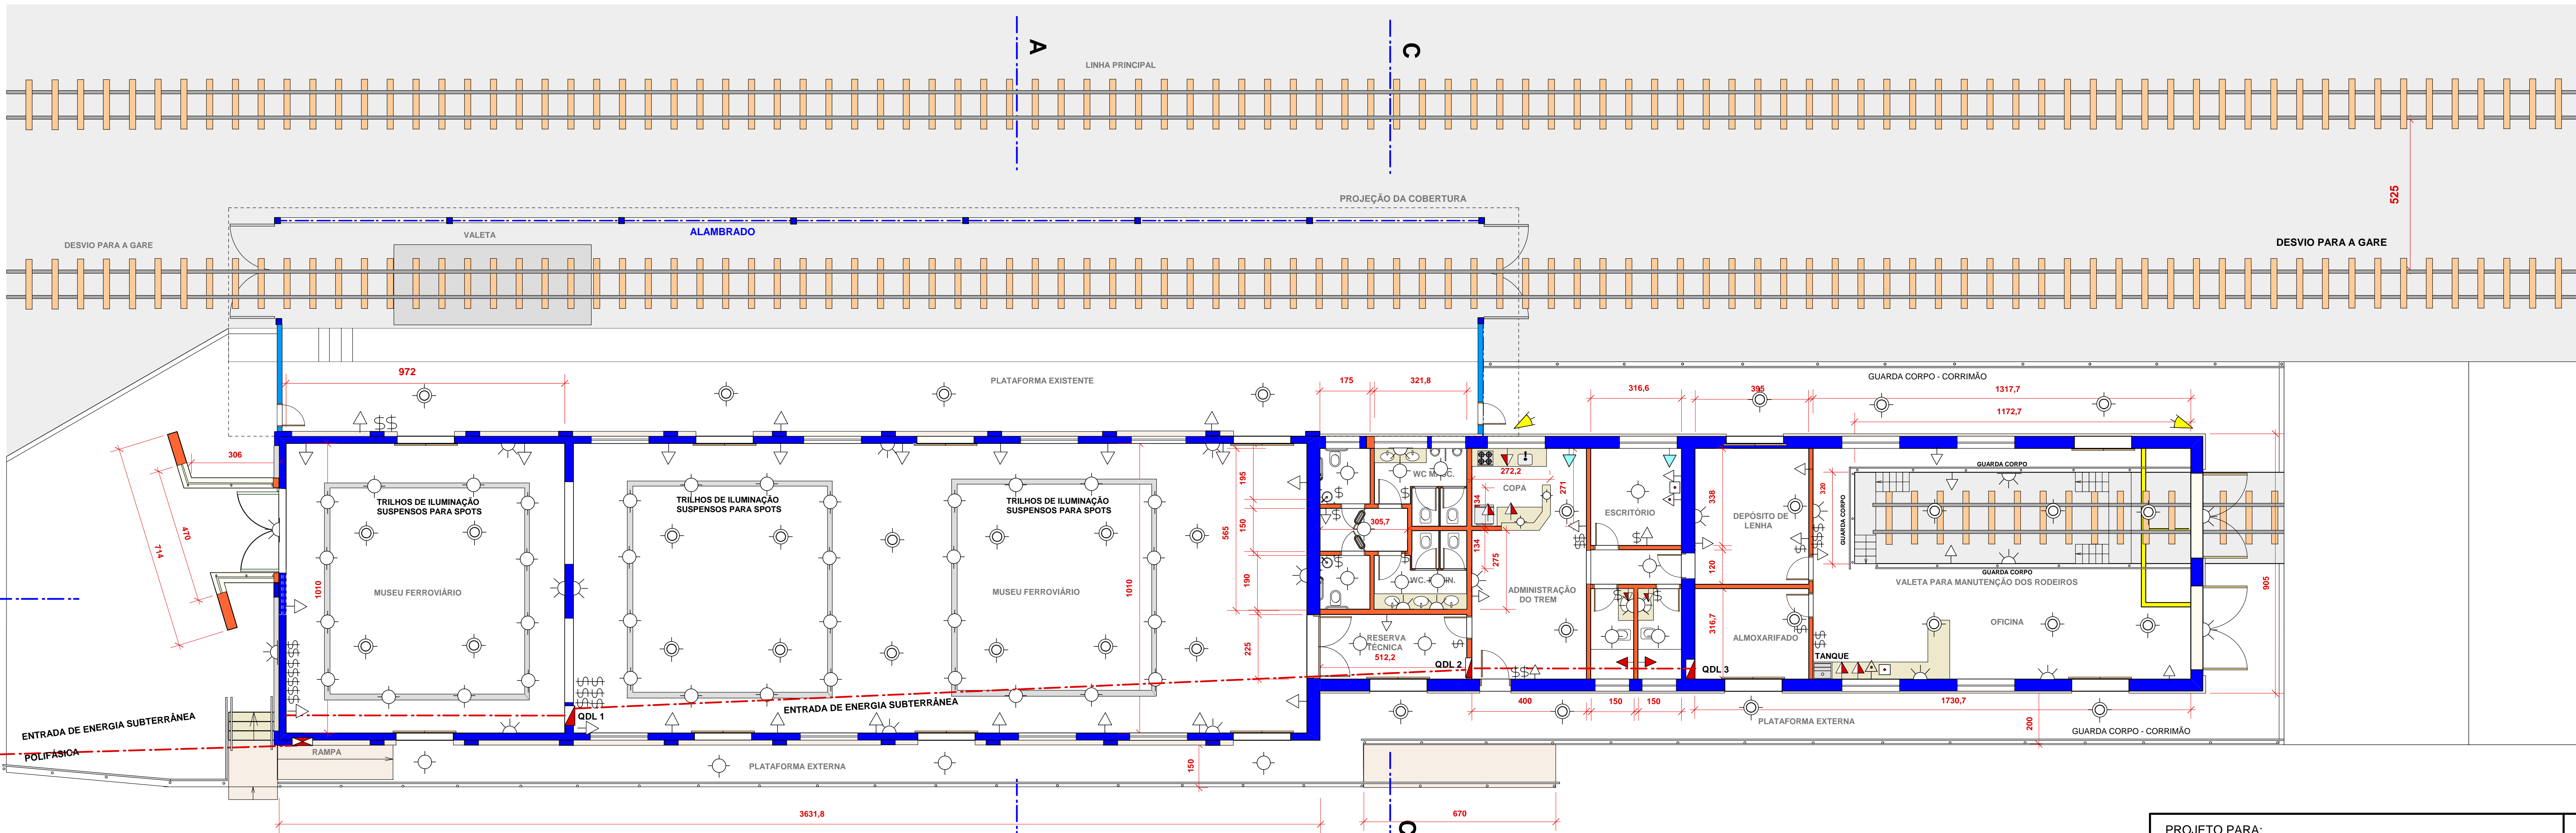 A
C
LINHA PRINCIPAL
525
PROJEÇÃO DA COBERTURA
ALAMBRADO
VALETA
DESVIO PARA A GARE
DESVIO PARA A GARE
972
PLATAFORMA EXISTENTE
175
321,8
316,6
395
GUARDA CORPO - CORRIMÃO
1317,7
1172,7
306
470
714
TRILHOS DE ILUMINAÇÃO
SUSPENSOS PARA SPOTS
TRILHOS DE ILUMINAÇÃO
SUSPENSOS PARA SPOTS
TRILHOS DE ILUMINAÇÃO
SUSPENSOS PARA SPOTS
195
150
565
190
225
305,7
272,2
COPA
134
271
134
275
ESCRITÓRIO
338
DEPÓSITO DE
LENHA
120
316,7
GUARDA CORPO
320
GUARDA CORPO
GUARDA CORPO
VALETA PARA MANUTENÇÃO DOS RODEIROS
905
1010
MUSEU FERROVIÁRIO
MUSEU FERROVIÁRIO
1010
ADMINISTRAÇÃO
DO TREM
RESERVA
TÉCNICA
512,2
ALMOXARIFADO
OFICINA
TANQUE
QDL 1
QDL 2
QDL 3
ENTRADA DE ENERGIA SUBTERRÂNEA
POLIFÁSICA
ENTRADA DE ENERGIA SUBTERRÂNEA
400
150
150
1730,7
PLATAFORMA EXTERNA
200
GUARDA CORPO - CORRIMÃO
RAMPA
PLATAFORMA EXTERNA
150
3631,8
670
C
PROJETO PARA: